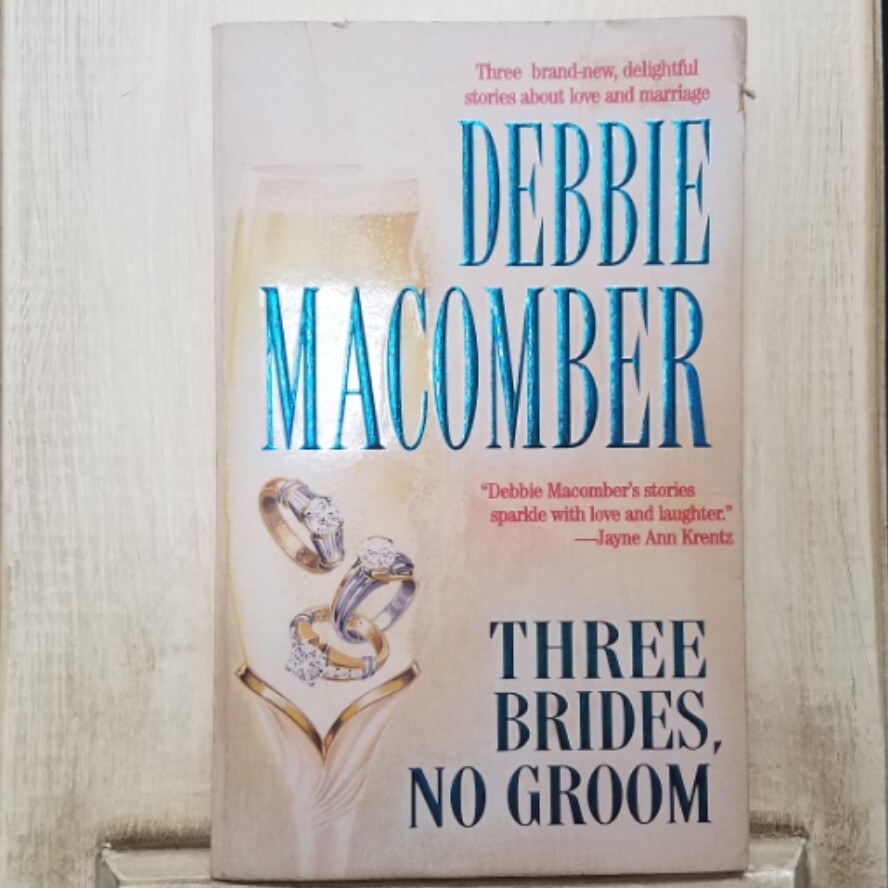 Three brand-new, delightful
stories about love and marriage
DEBBIE
MACOMBER
"Debbie Macomber's stories
sparkle with love and laughter."
—Jayne Ann Krentz
THREE
BRIDES,
NO GROOM